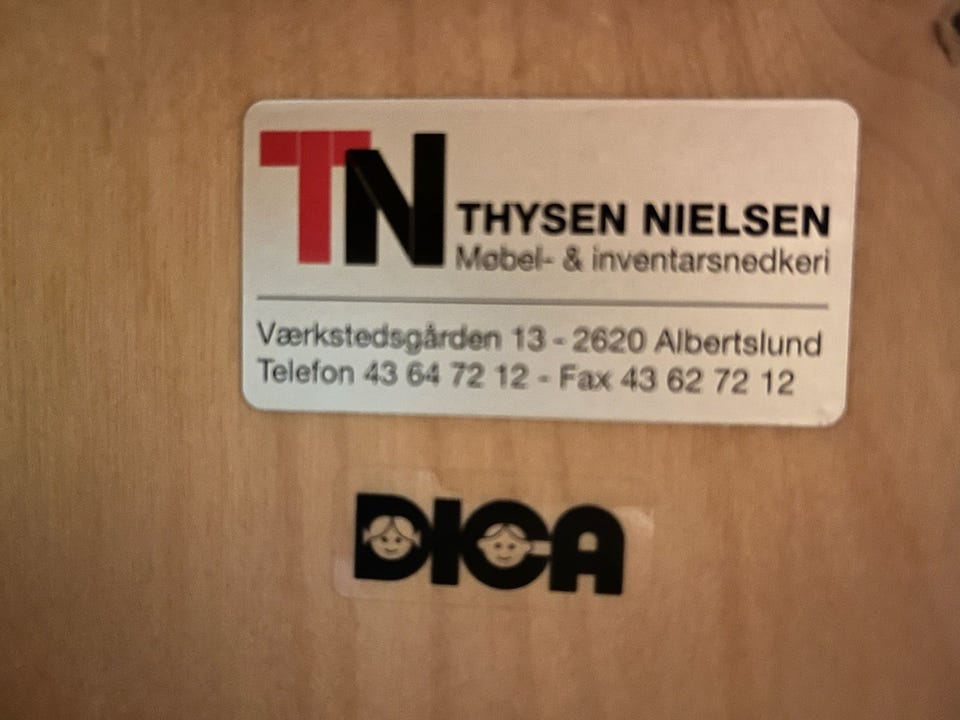 TN
THYSEN NIELSEN
Møbel- & inventarsnedkeri
Værkstedsgården 13 - 2620 Albertslund
Telefon 43 64 72 12 - Fax 43 62 72 12
DICA